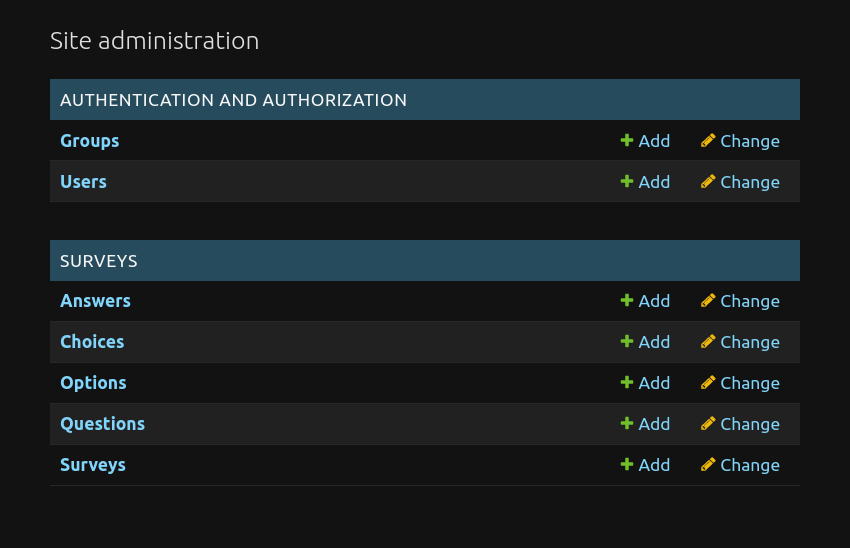 Site administration
AUTHENTICATION AND AUTHORIZATION
Groups Add Change
Users Add Change
SURVEYS
Answers Add Change
Choices Add Change
Options Add Change
Questions Add Change
Surveys Add Change